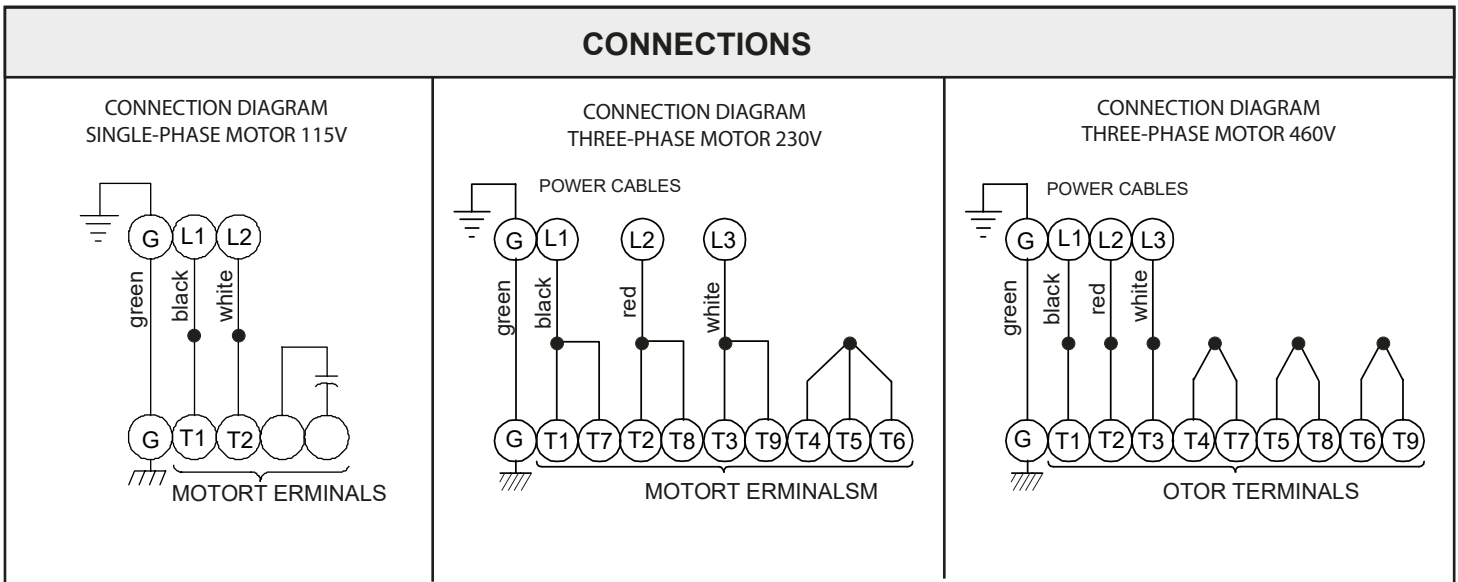 CONNECTIONS
CONNECTION DIAGRAM
SINGLE-PHASE MOTOR 115V
G L1 L2
green black white
G T1 T2
MOTORT ERMINALS
CONNECTION DIAGRAM
THREE-PHASE MOTOR 230V
POWER CABLES
G L1 L2 L3
green black red white
G T1 T7 T2 T8 T3 T9 T4 T5 T6
MOTORT ERMINALSM
CONNECTION DIAGRAM
THREE-PHASE MOTOR 460V
POWER CABLES
G L1 L2 L3
green black red white
G T1 T2 T3 T4 T7 T5 T8 T6 T9
OTOR TERMINALS